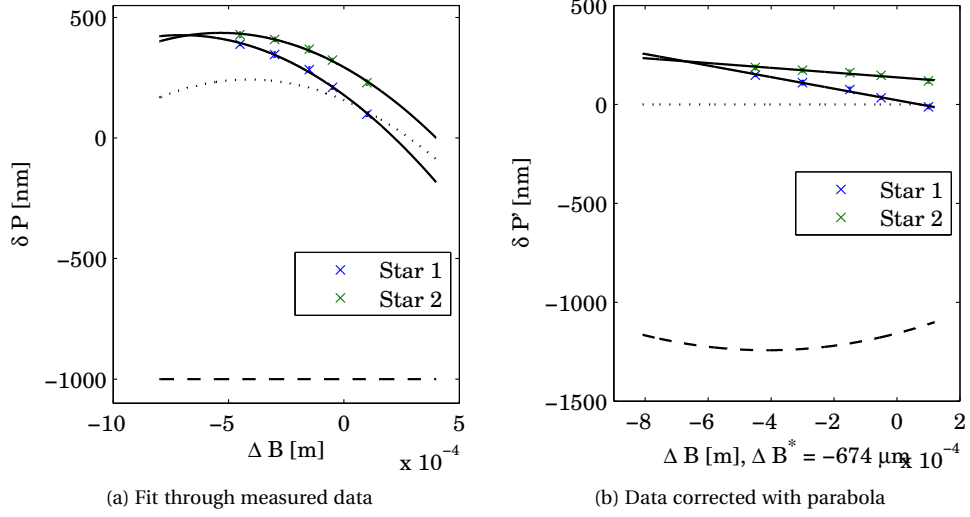 500
0
−500
−1000
δ P [nm]
−10
−5
0
5
Δ B [m]
x 10⁻⁴
Star 1
Star 2
(a) Fit through measured data
500
0
−500
−1000
−1500
δ P' [nm]
−8
−6
−4
−2
0
2
Δ B [m], Δ B* = −674 μm
x 10⁻⁴
Star 1
Star 2
(b) Data corrected with parabola